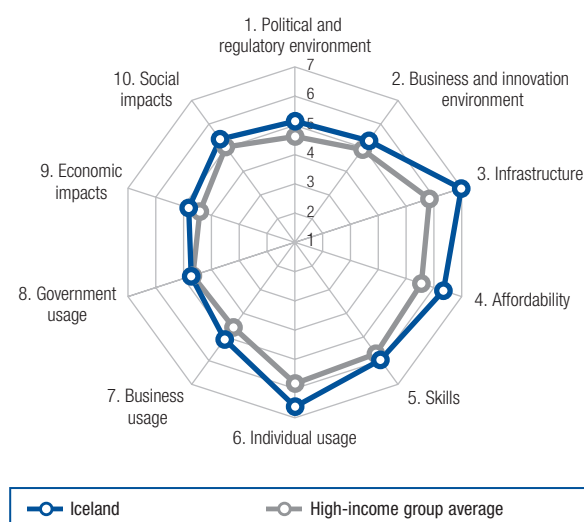 1. Political and
regulatory environment
2. Business and innovation
environment
3. Infrastructure
4. Affordability
5. Skills
6. Individual usage
7. Business
usage
8. Government
usage
9. Economic
impacts
10. Social
impacts
7
6
5
4
3
2
1
Iceland
High-income group average